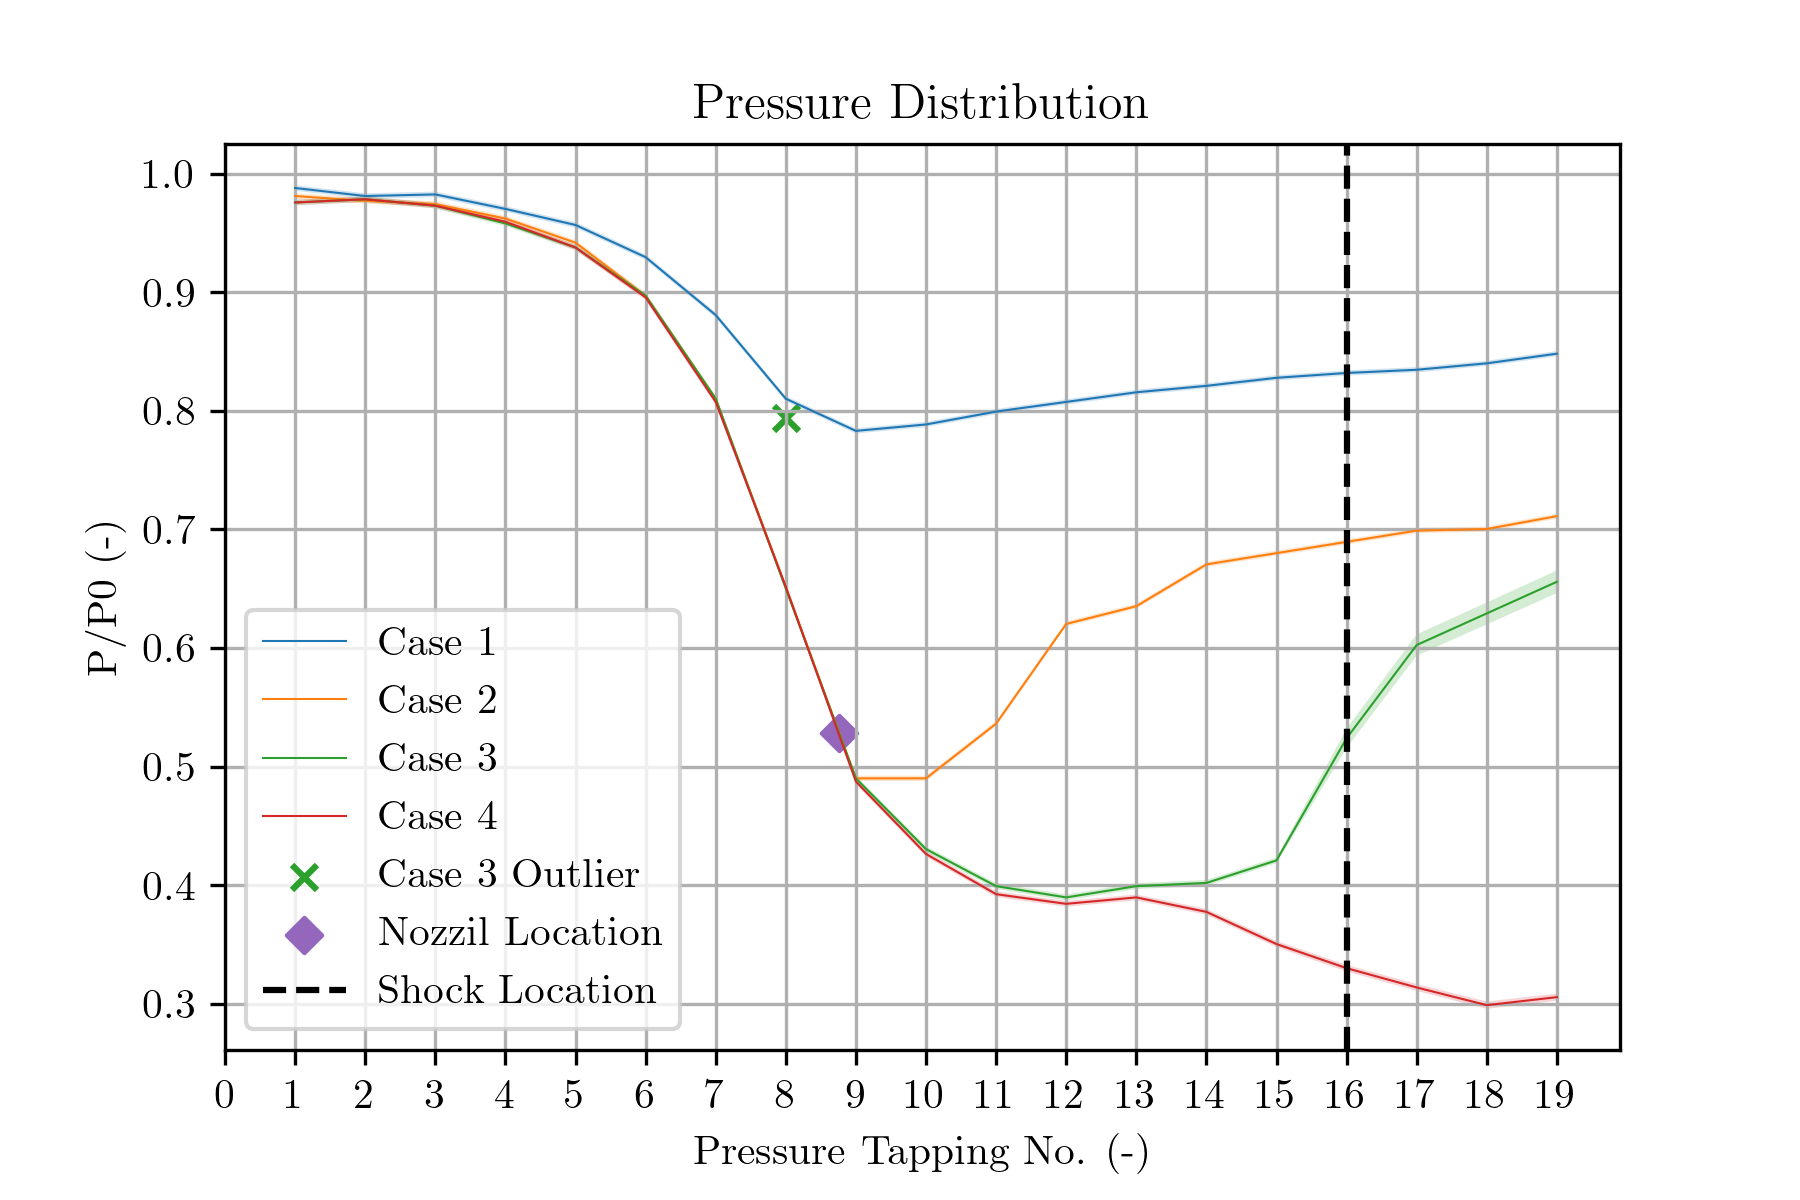 Pressure Distribution
1.0
0.9
0.8
0.7
0.6
0.5
0.4
0.3
P/P0 (-)
Case 1
Case 2
Case 3
Case 4
Case 3 Outlier
Nozzil Location
Shock Location
0 1 2 3 4 5 6 7 8 9 10 11 12 13 14 15 16 17 18 19
Pressure Tapping No. (-)